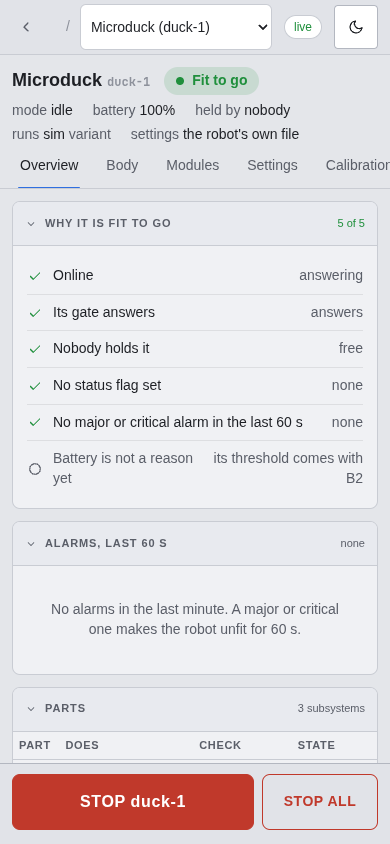 / Microduck (duck-1) live
Microduck duck-1 Fit to go
mode idle battery 100% held by nobody
runs sim variant settings the robot's own file
Overview Body Modules Settings Calibration
WHY IT IS FIT TO GO 5 of 5
Online answering
Its gate answers answers
Nobody holds it free
No status flag set none
No major or critical alarm in the last 60 s none
Battery is not a reason yet its threshold comes with B2
ALARMS, LAST 60 S none
No alarms in the last minute. A major or critical
one makes the robot unfit for 60 s.
PARTS 3 subsystems
PART DOES CHECK STATE
STOP duck-1 STOP ALL